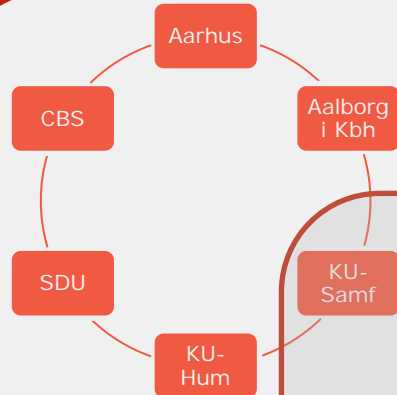 Aarhus
Aalborg
i Kbh
KU-
Samf
KU-
Hum
SDU
CBS